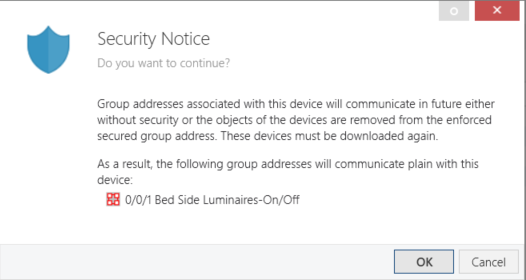 Security Notice
Do you want to continue?
Group addresses associated with this device will communicate in future either
without security or the objects of the devices are removed from the enforced
secured group address. These devices must be downloaded again.
As a result, the following group addresses will communicate plain with this
device:
0/0/1 Bed Side Luminaires-On/Off
OK
Cancel